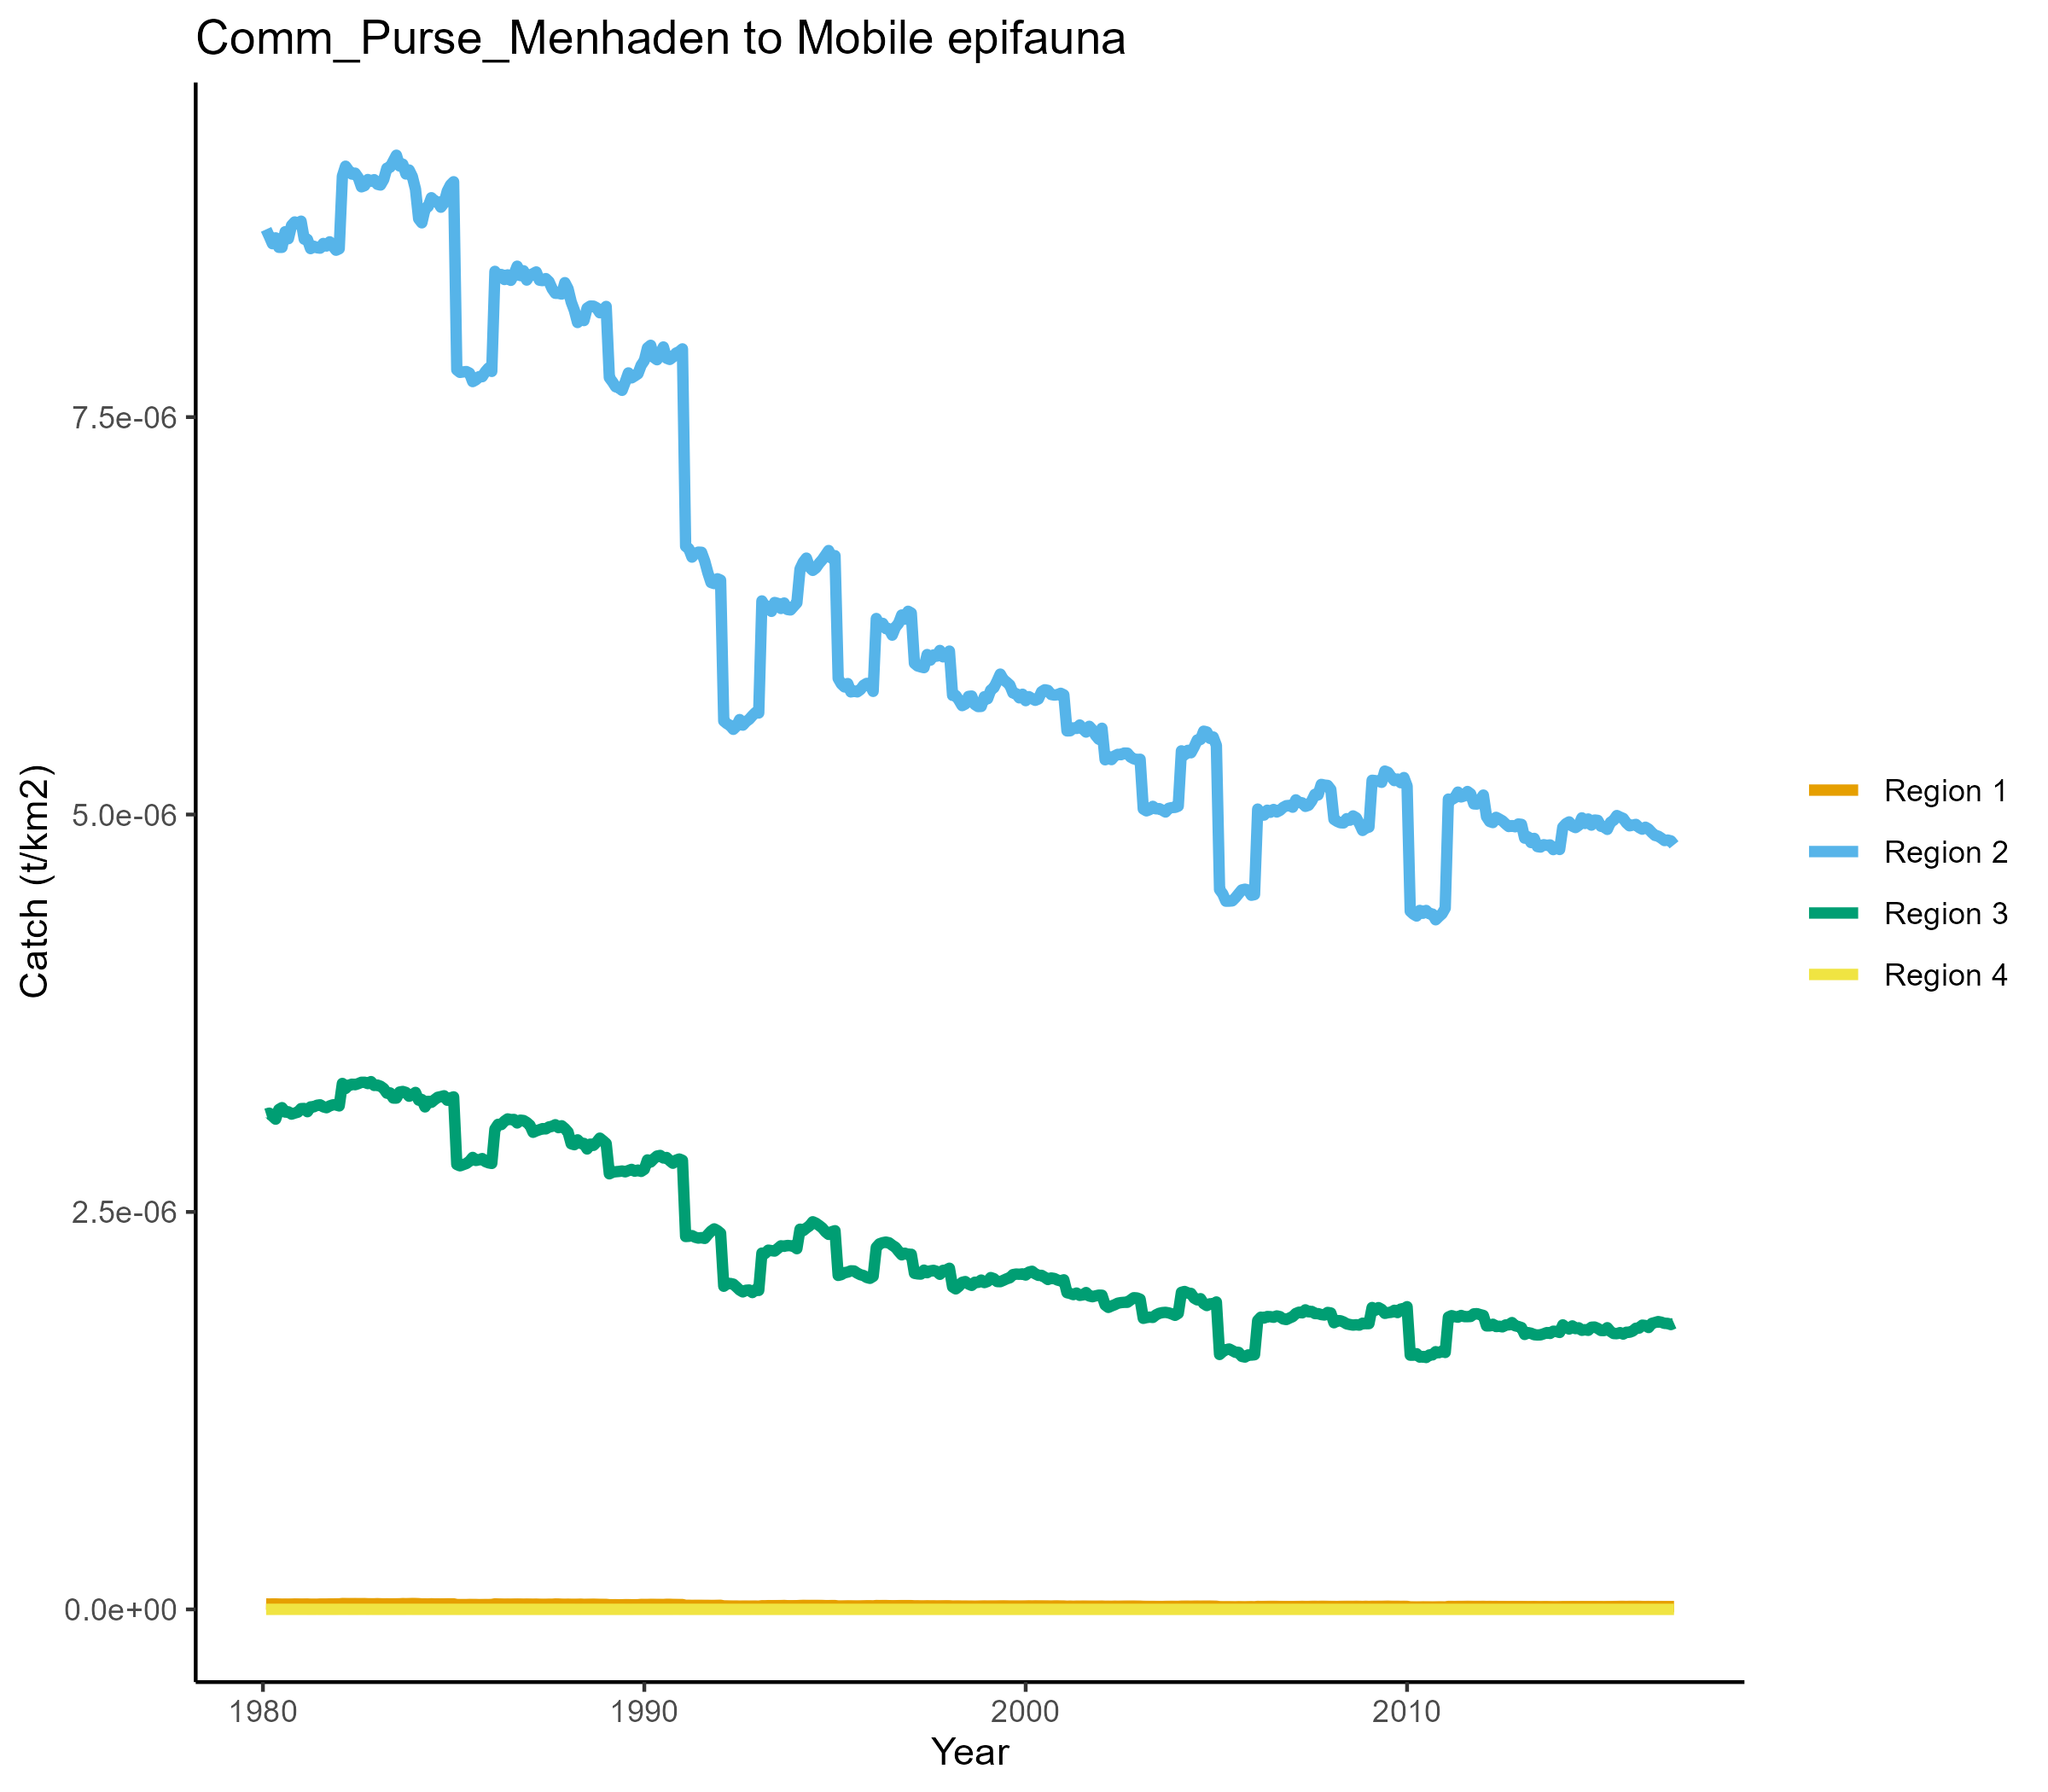 Comm_Purse_Menhaden to Mobile epifauna
Catch (t/km2)
7.5e-06
5.0e-06
2.5e-06
0.0e+00
1980
1990
2000
2010
Year
Region 1
Region 2
Region 3
Region 4